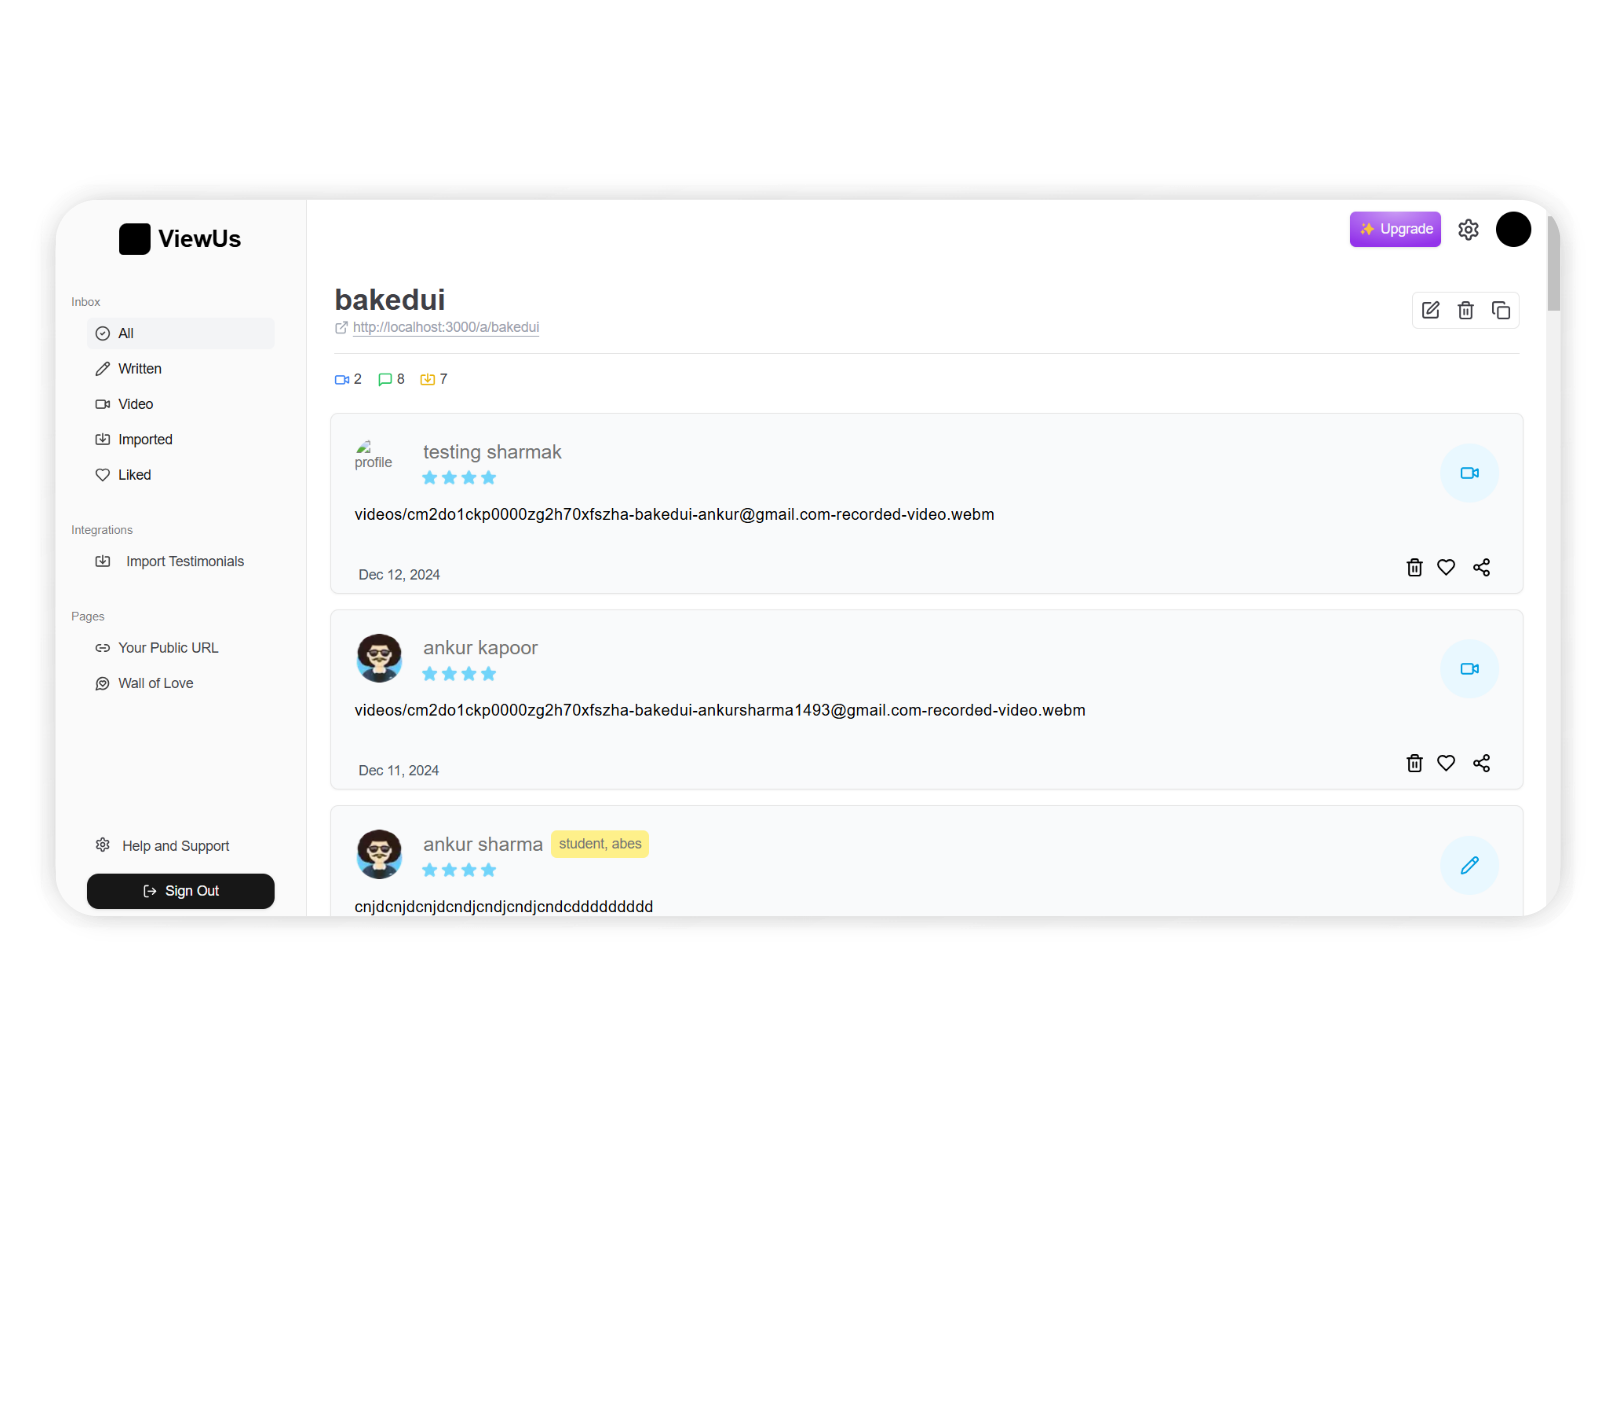 ViewUs
Inbox
All
Written
Video
Imported
Liked
Integrations
Import Testimonials
Pages
Your Public URL
Wall of Love
Help and Support
Sign Out
Upgrade
bakedui
http://localhost:3000/a/bakedui
2 8 7
profile
testing sharmak
videos/cm2do1ckp0000zg2h70xfszha-bakedui-ankur@gmail.com-recorded-video.webm
Dec 12, 2024
ankur kapoor
videos/cm2do1ckp0000zg2h70xfszha-bakedui-ankursharma1493@gmail.com-recorded-video.webm
Dec 11, 2024
ankur sharma student, abes
cnjdcnjdcnjdcndjcndjcndjcndcddddddddd